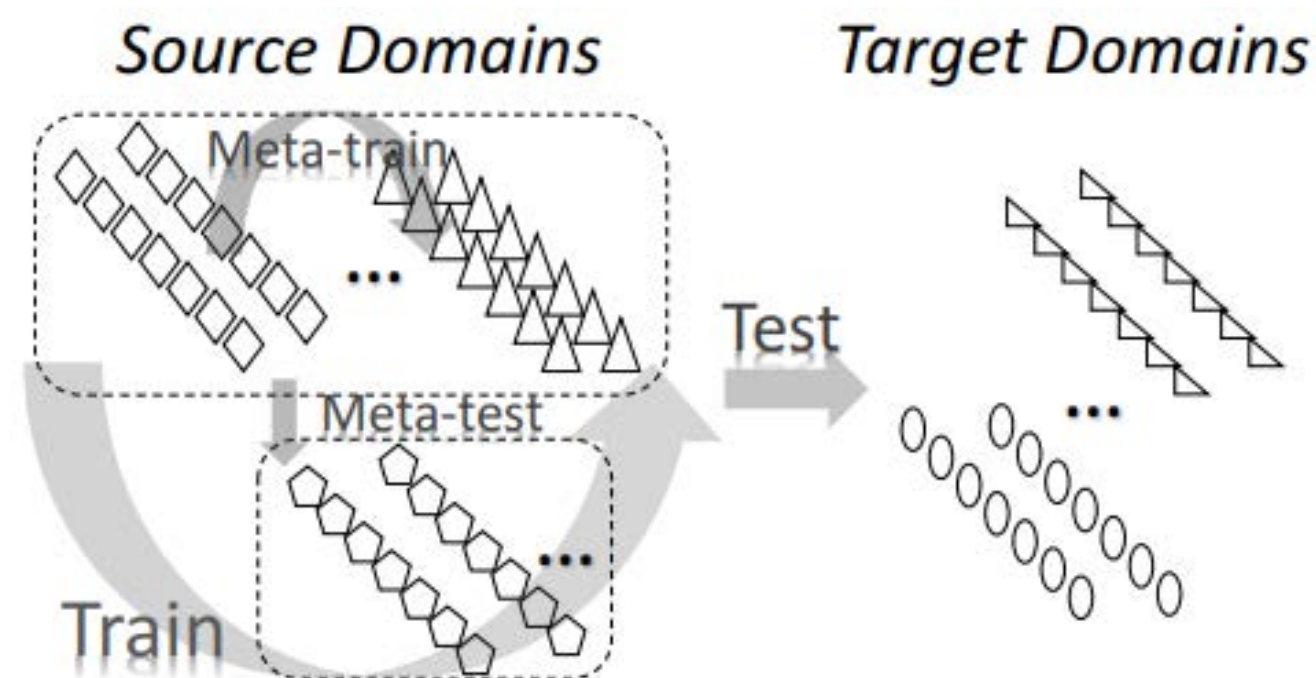 Source Domains
Target Domains
Meta-train
...
Test
Meta-test
...
...
Train